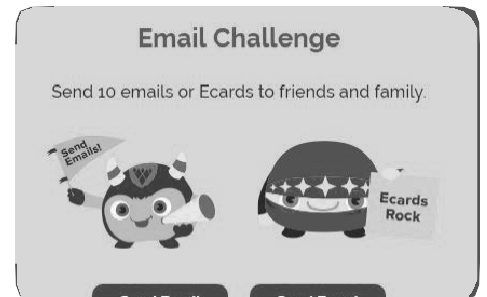 Email Challenge
Send 10 emails or Ecards to friends and family.
Send
Emails!
Ecards
Rock